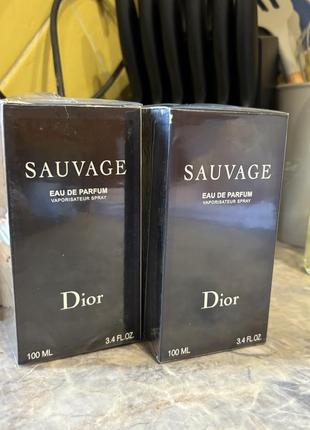 SAUVAGE
EAU DE PARFUM
VAPORISATEUR SPRAY
Dior
100 ML
3.4 FL.OZ.
SAUVAGE
EAU DE PARFUM
VAPORISATEUR SPRAY
Dior
100 ML
3.4 FL.OZ.